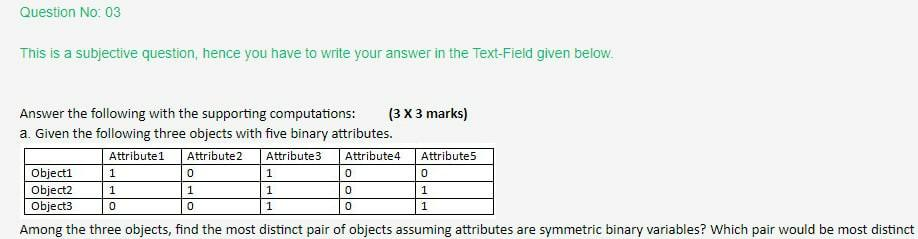 Question No: 03
This is a subjective question, hence you have to write your answer in the Text-Field given below.
Answer the following with the supporting computations: (3 X 3 marks)
a. Given the following three objects with five binary attributes.
Attribute1 Attribute2 Attribute3 Attribute4 Attribute5
Object1 1 0 1 0 0
Object2 1 1 1 0 1
Object3 0 0 1 0 1
Among the three objects, find the most distinct pair of objects assuming attributes are symmetric binary variables? Which pair would be most distinct